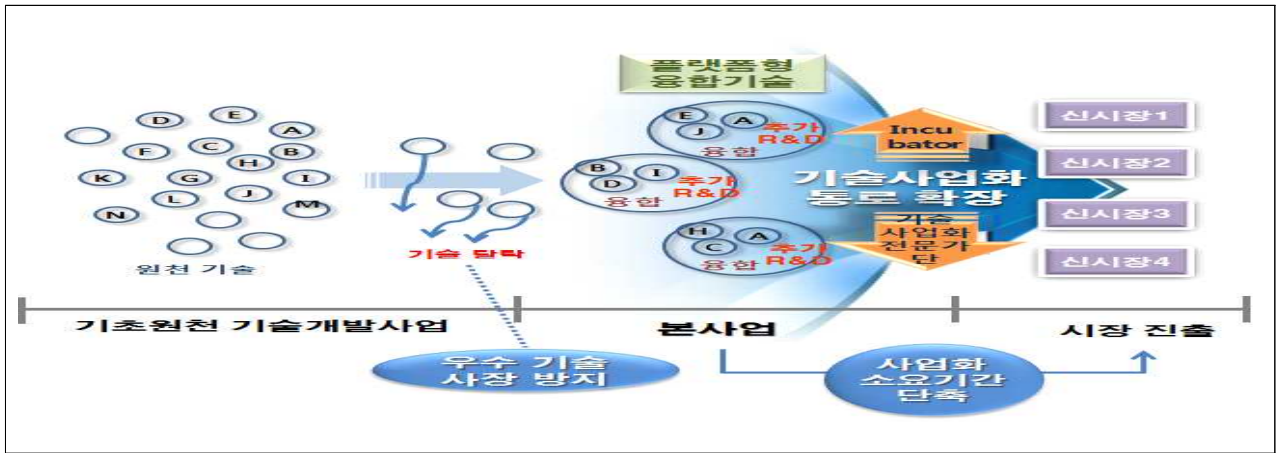 플랫폼형
융합기술
D
E
A
F
C
B
H
K
G
I
L
J
N
M
원천 기술
기술 탈락
E
A
J
추가
R&D
융합
B
I
D
추가
R&D
융합
H
A
C
추가
R&D
융합
Incu
bator
기술사업화
통로 확장
기술
사업화
전문가
단
신시장1
신시장2
신시장3
신시장4
기초원천 기술개발사업
본사업
시장 진출
우수 기술
사장 방지
사업화
소요기간
단축